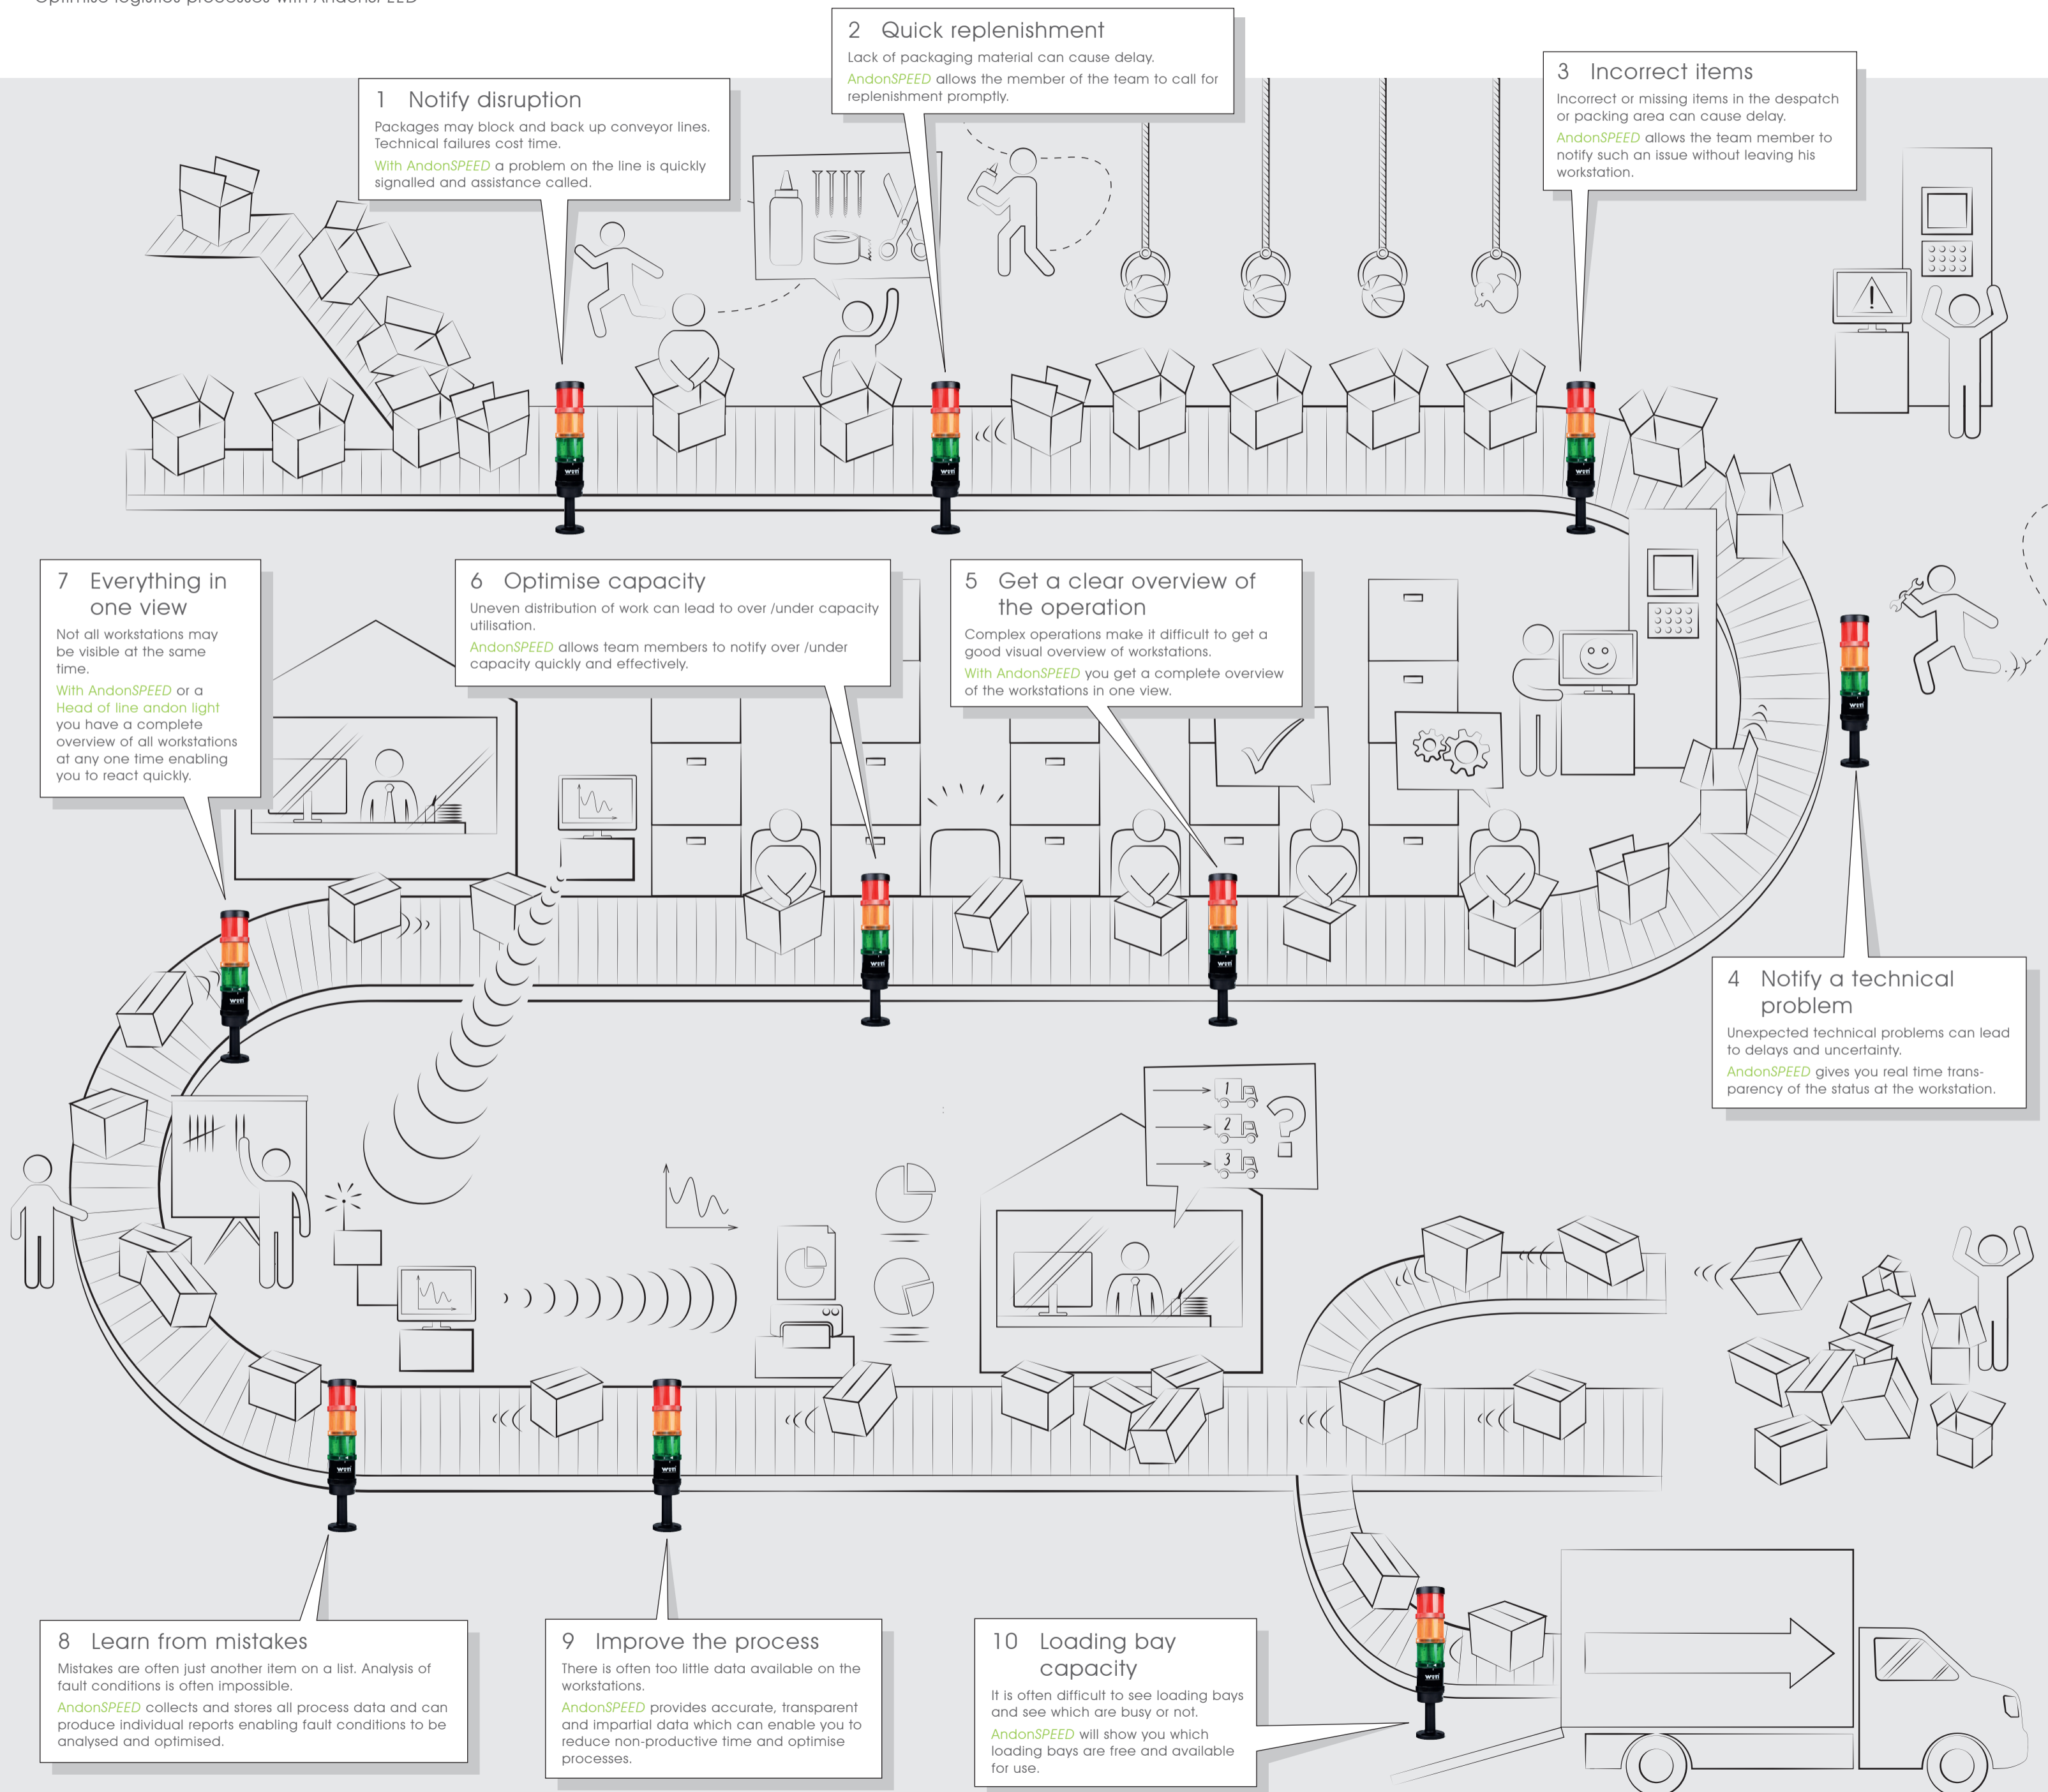 Optimise logistics processes with AndonSPEED
1 Notify disruption
Packages may block and back up conveyor lines.
Technical failures cost time.
With AndonSPEED a problem on the line is quickly
signalled and assistance called.
2 Quick replenishment
Lack of packaging material can cause delay.
AndonSPEED allows the member of the team to call for
replenishment promptly.
3 Incorrect items
Incorrect or missing items in the despatch
or packing area can cause delay.
AndonSPEED allows the team member to
notify such an issue without leaving his
workstation.
!
WERMA
WERMA
WERMA
7 Everything in
one view
Not all workstations may
be visible at the same
time.
With AndonSPEED or a
Head of line andon light
you have a complete
overview of all workstations
at any one time enabling
you to react quickly.
6 Optimise capacity
Uneven distribution of work can lead to over /under capacity
utilisation.
AndonSPEED allows team members to notify over /under
capacity quickly and effectively.
5 Get a clear overview of
the operation
Complex operations make it difficult to get a
good visual overview of workstations.
With AndonSPEED you get a complete overview
of the workstations in one view.
WERMA
WERMA
WERMA
WERMA
4 Notify a technical
problem
Unexpected technical problems can lead
to delays and uncertainty.
AndonSPEED gives you real time trans-
parency of the status at the workstation.
1
2
3
?
WERMA
WERMA
8 Learn from mistakes
Mistakes are often just another item on a list. Analysis of
fault conditions is often impossible.
AndonSPEED collects and stores all process data and can
produce individual reports enabling fault conditions to be
analysed and optimised.
9 Improve the process
There is often too little data available on the
workstations.
AndonSPEED provides accurate, transparent
and impartial data which can enable you to
reduce non-productive time and optimise
processes.
10 Loading bay
capacity
It is often difficult to see loading bays
and see which are busy or not.
AndonSPEED will show you which
loading bays are free and available
for use.
WERMA